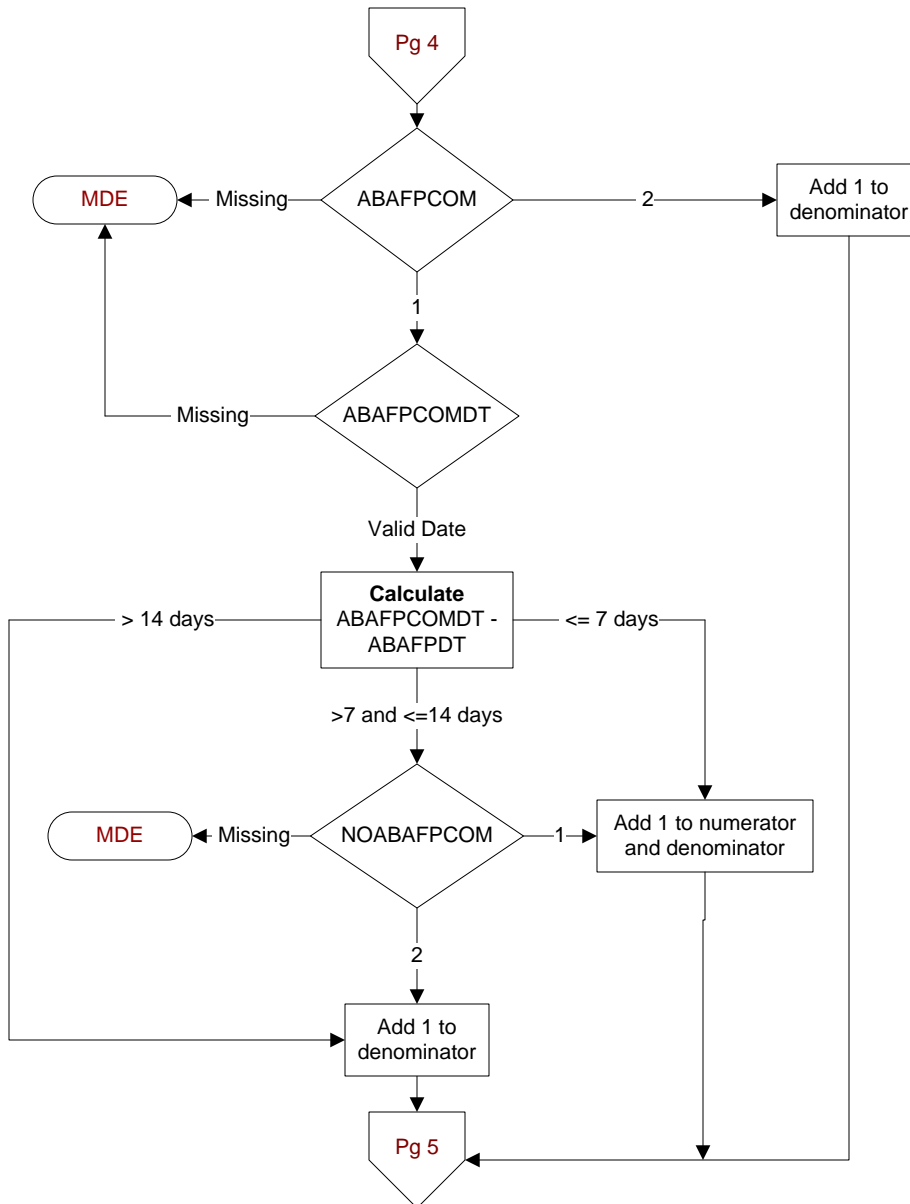 Pg 4
MDE
Missing
ABAFPCOM
2
Add 1 to
denominator
1
Missing
ABAFPCOMDT
Valid Date
> 14 days
Calculate
ABAFPCOMDT -
ABAFPDT
<= 7 days
>7 and <=14 days
MDE
Missing
NOABAFPCOM
1
Add 1 to numerator
and denominator
2
Add 1 to
denominator
Pg 5